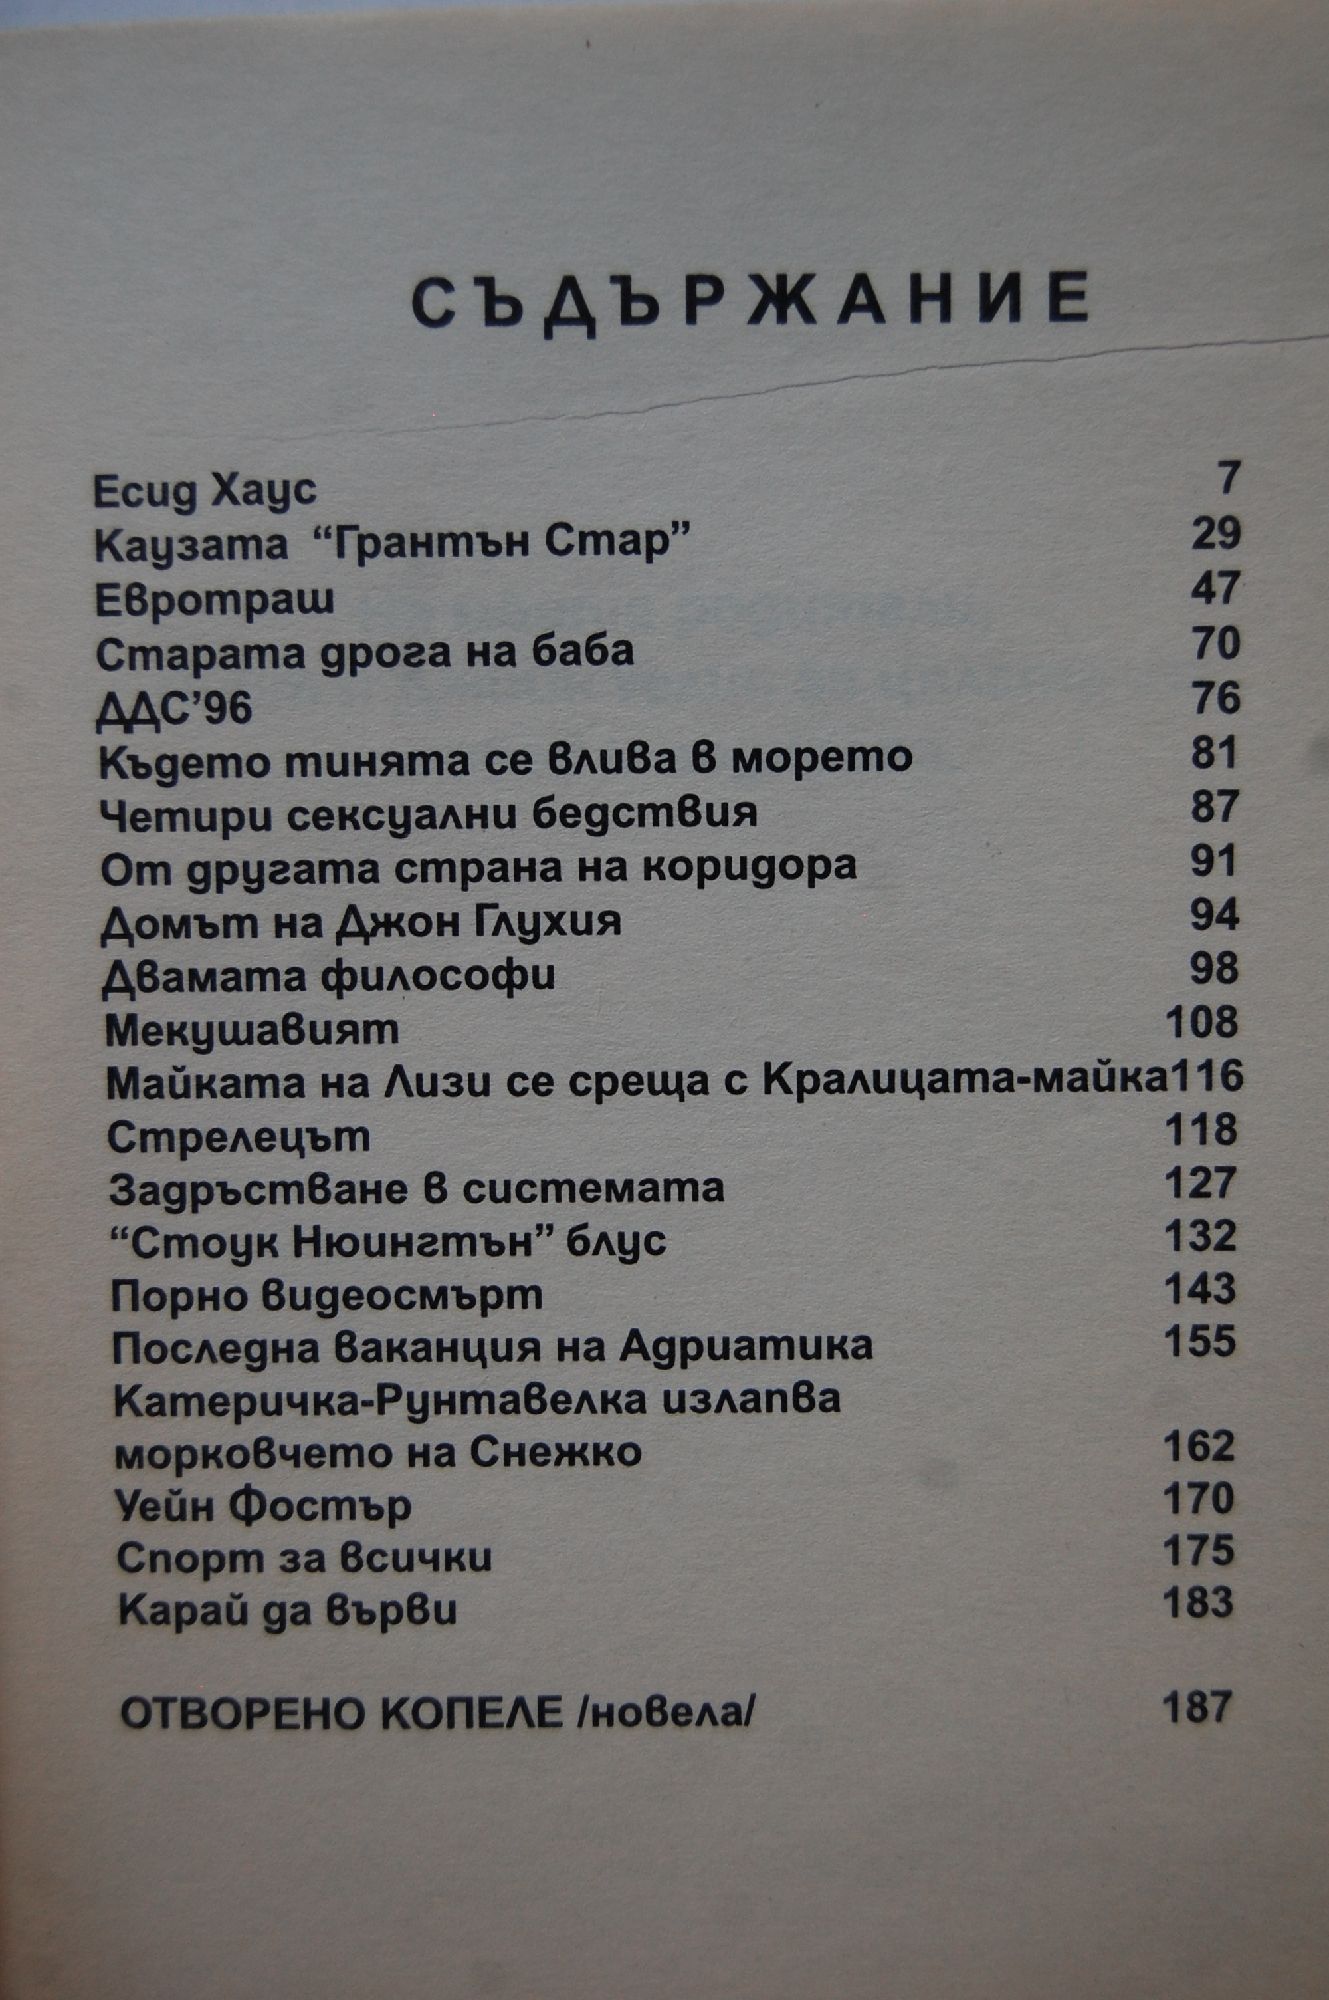 СЪДЪРЖАНИЕ
Есид Хаус 7
Каузата “Грантън Стар” 29
Евротраш 47
Старата дрога на баба 70
ДДС’96 76
Където тинята се влива в морето 81
Четири сексуални бедствия 87
От другата страна на коридора 91
Домът на Джон Глухия 94
Двамата философи 98
Мекушавият 108
Майката на Лизи се среща с Кралицата-майка116
Стрелецът 118
Задръстване в системата 127
“Стоук Нюингтън” блус 132
Порно видеосмърт 143
Последна ваканция на Адриатика 155
Катеричка-Рунтавелка излапва
морковчето на Снежко 162
Уейн Фостър 170
Спорт за всички 175
Карай да върви 183
ОТВОРЕНО КОПЕЛЕ /новела/ 187